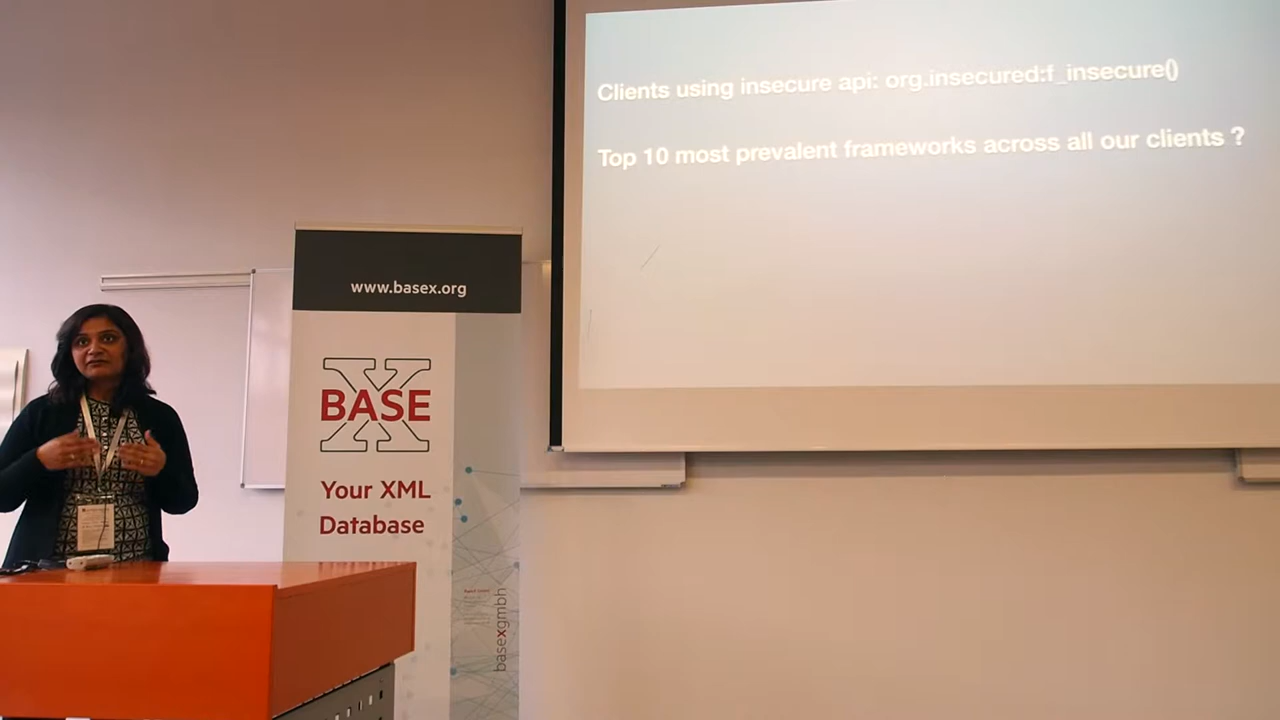 Clients using insecure api: org.insecured:f_insecure()
Top 10 most prevalent frameworks across all our clients ?
www.basex.org
X
BASE
Your XML
Database
basexgmbh